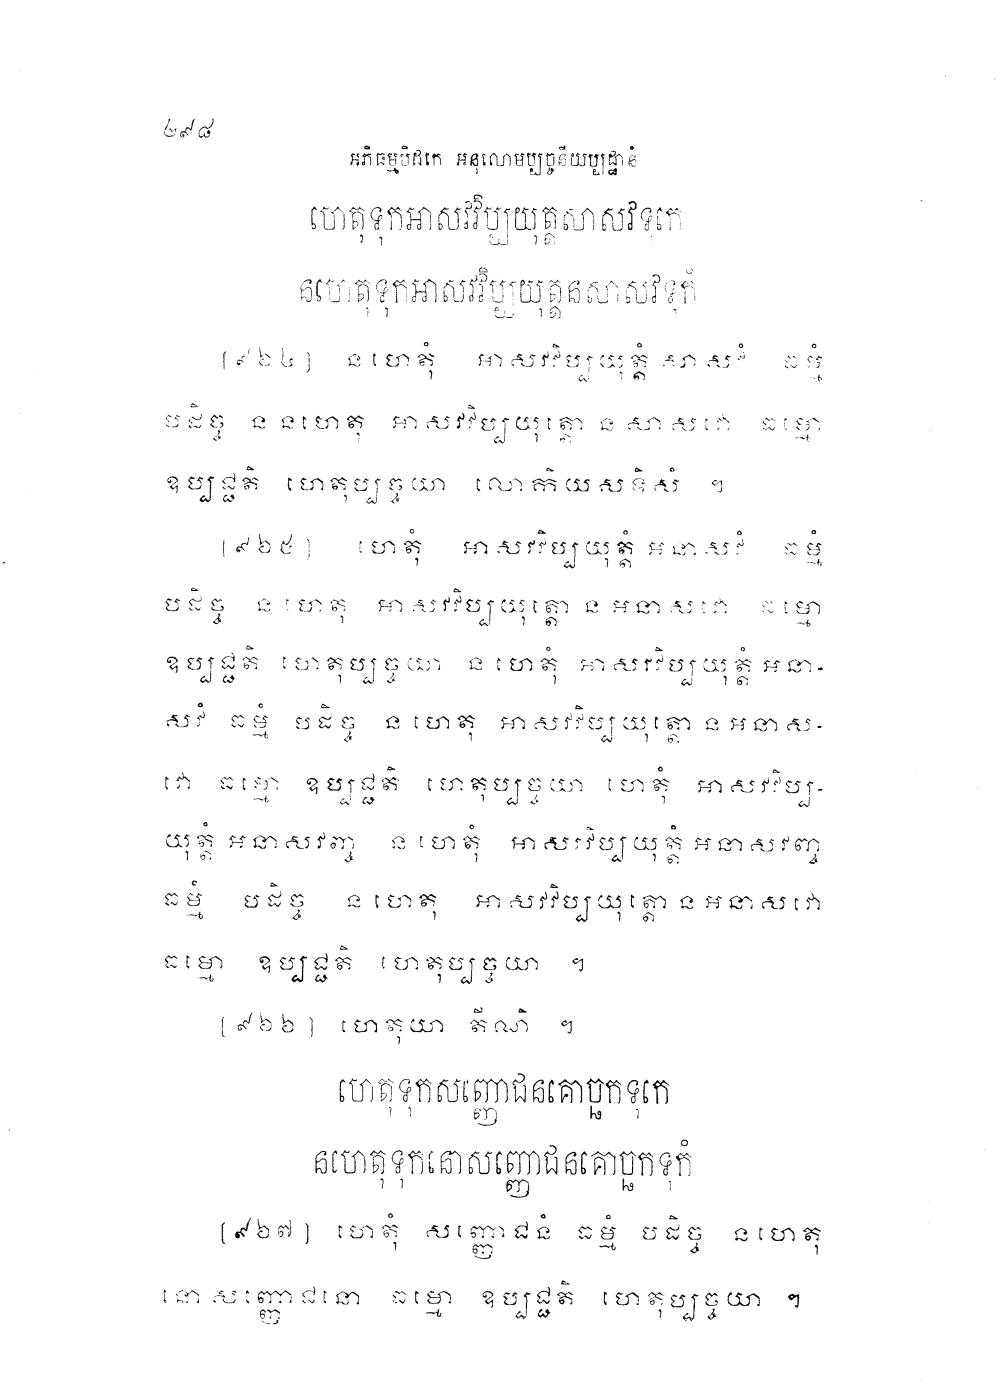 ២៩៨
អភិធម្មបិដកេ អនុលោមប្បច្ចនីយប្បដ្ឋានំ
ហេតុទុកអាសវវិប្បយុត្តសាសវទុកេ
នហេតុទុកអាសវវិប្បយុត្តនសាសវទុកំ
[៩៦៤] នហេតុំ អាសវវិប្បយុត្តំសាសវំ ធម្មំ
បដិច្ច ននហេតុ អាសវវិប្បយុត្តោនសាសវោ ធម្មោ
ឧប្បជ្ជតិ ហេតុប្បច្ចយា លោកិយសទិសំ ។
[៩៦៥] ហេតុំ អាសវវិប្បយុត្តំអនាសវំ ធម្មំ
បដិច្ច នហេតុ អាសវវិប្បយុត្តោនអនាសវោ ធម្មោ
ឧប្បជ្ជតិ ហេតុប្បច្ចយា នហេតុំ អាសវវិប្បយុត្តំអនា-
សវំ ធម្មំ បដិច្ច នហេតុ អាសវវិប្បយុត្តោនអនាស-
វោ ធម្មោ ឧប្បជ្ជតិ ហេតុប្បច្ចយា ហេតុំ អាសវវិប្ប-
យុត្តំអនាសវញ្ច នហេតុំ អាសវវិប្បយុត្តំអនាសវញ្ច
ធម្មំ បដិច្ច នហេតុ អាសវវិប្បយុត្តោនអនាសវោ
ធម្មោ ឧប្បជ្ជតិ ហេតុប្បច្ចយា ។
[៩៦៦] ហេតុយា តីណិ ។
ហេតុទុកសញ្ញោជនគោច្ឆកទុកេ
នហេតុទុកនោសញ្ញោជនគោច្ឆកទុកំ
[៩៦៧] ហេតុំ សញ្ញោជនំ ធម្មំ បដិច្ច នហេតុ
នោសញ្ញោជនោ ធម្មោ ឧប្បជ្ជតិ ហេតុប្បច្ចយា ។